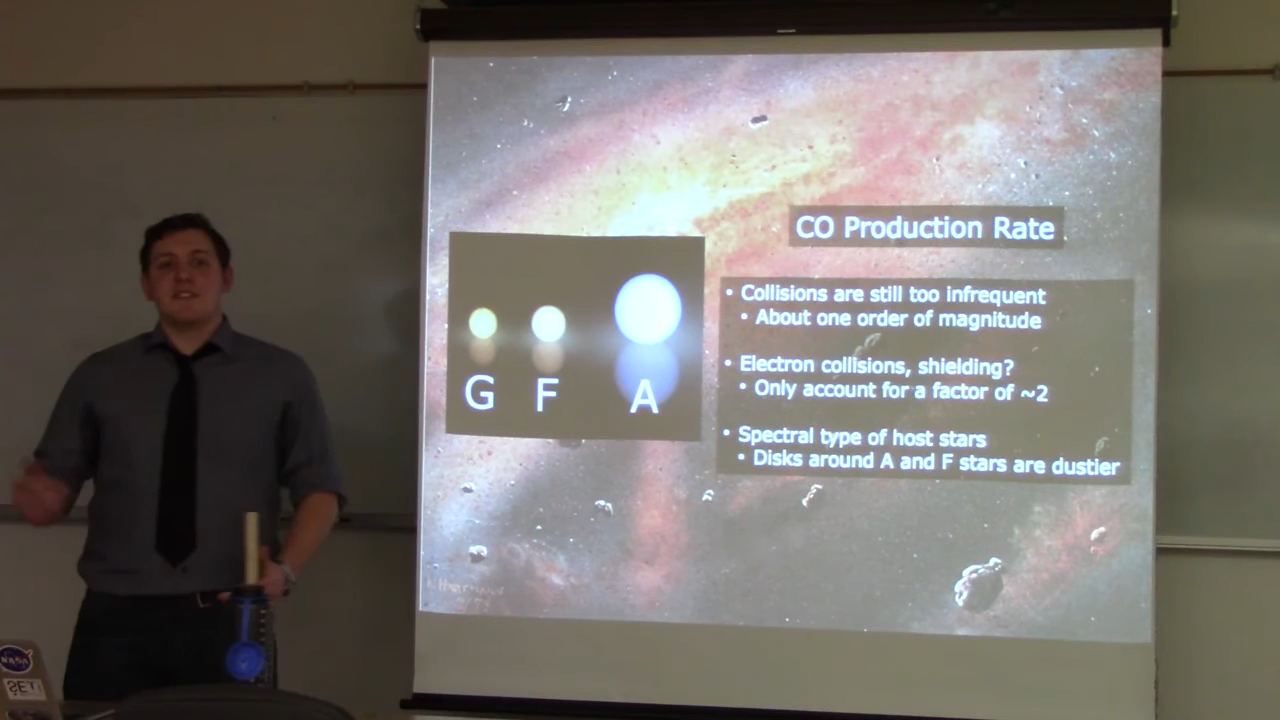 CO Production Rate
G F A
• Collisions are still too infrequent
• About one order of magnitude
• Electron collisions, shielding?
• Only account for a factor of ~2
• Spectral type of host stars
• Disks around A and F stars are dustier
NASA
SETI